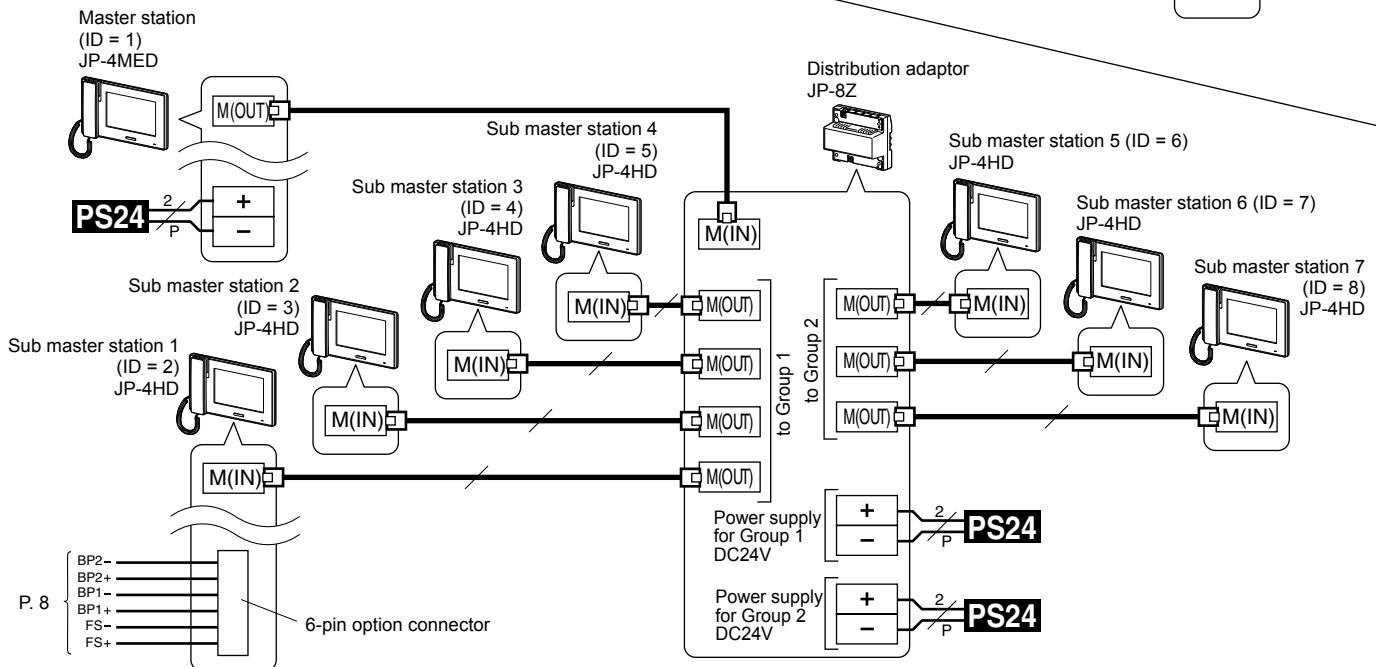 Master station
(ID = 1)
JP-4MED
M(OUT)
PS24
2
P
+
−
Distribution adaptor
JP-8Z
Sub master station 4
(ID = 5)
JP-4HD
Sub master station 3
(ID = 4)
JP-4HD
Sub master station 2
(ID = 3)
JP-4HD
Sub master station 1
(ID = 2)
JP-4HD
Sub master station 5 (ID = 6)
JP-4HD
Sub master station 6 (ID = 7)
JP-4HD
Sub master station 7
(ID = 8)
JP-4HD
M(IN)
M(IN)
M(OUT)
M(OUT)
M(IN)
M(IN)
M(OUT)
M(OUT)
M(IN)
M(IN)
M(OUT)
M(OUT)
M(IN)
M(IN)
M(OUT)
to Group 1
to Group 2
Power supply
for Group 1
DC24V
+
−
2
P
PS24
Power supply
for Group 2
DC24V
+
−
2
P
PS24
P. 8
BP2−
BP2+
BP1−
BP1+
FS−
FS+
6-pin option connector